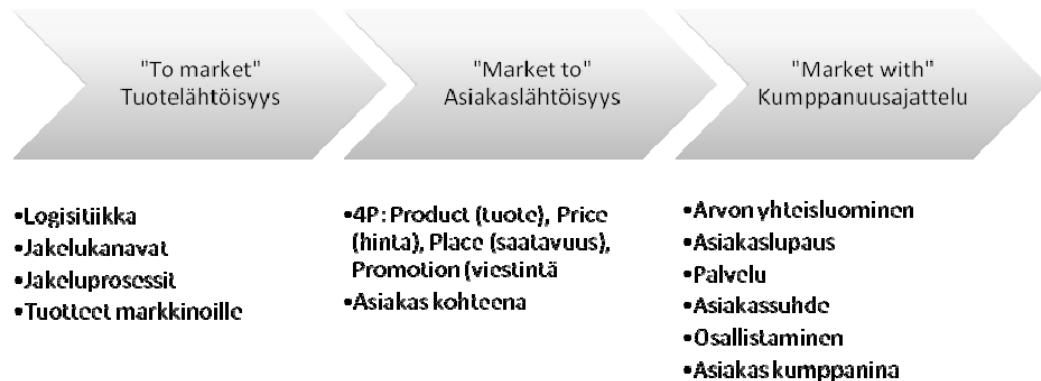 "To market"
Tuotelähtöisyys
"Market to"
Asiakaslähtöisyys
"Market with"
Kumppanuusajattelu
•Logisitiikka
•Jakelukanavat
•Jakeluprosessit
•Tuotteet markkinoille
•4P: Product (tuote), Price
(hinta), Place (saatavuus),
Promotion (viestintä
•Asiakas kohteena
•Arvon yhteisluominen
•Asiakaslupaus
•Palvelu
•Asiakassuhde
•Osallistaminen
•Asiakas kumppanina